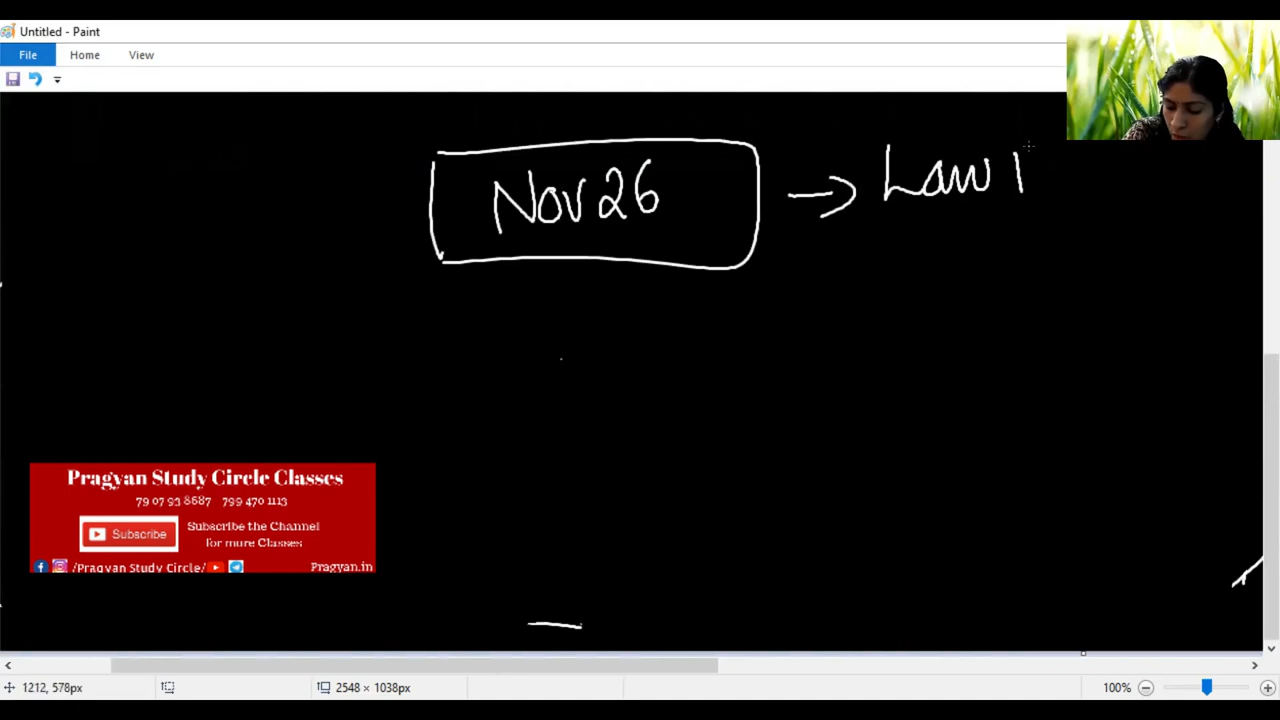 Untitled - Paint
File Home View
Nov 26 → Law
Pragyan Study Circle Classes
79 07 93 8687 799 470 1113
Subscribe
Subscribe the Channel
for more Classes
/Pragyan Study Circle/
Pragyan.in
1212, 578px
2548 × 1038px
100%